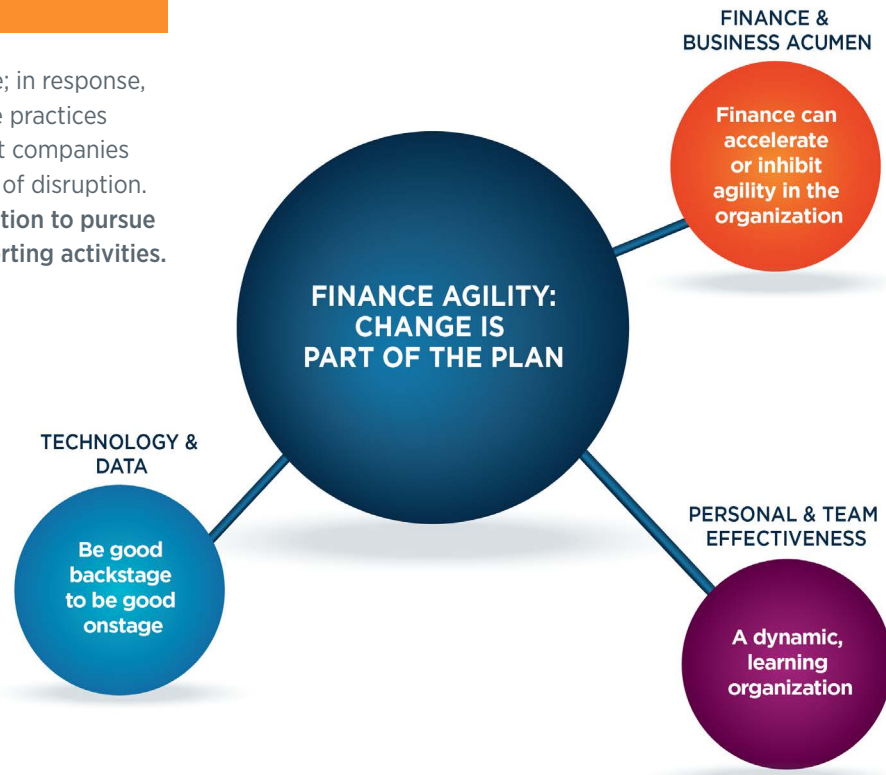 ; in response,
practices
companies
of disruption.
to pursue
activities.
FINANCE &
BUSINESS ACUMEN
Finance can
accelerate
or inhibit
agility in the
organization
FINANCE AGILITY:
CHANGE IS
PART OF THE PLAN
TECHNOLOGY &
DATA
Be good
backstage
to be good
onstage
PERSONAL & TEAM
EFFECTIVENESS
A dynamic,
learning
organization